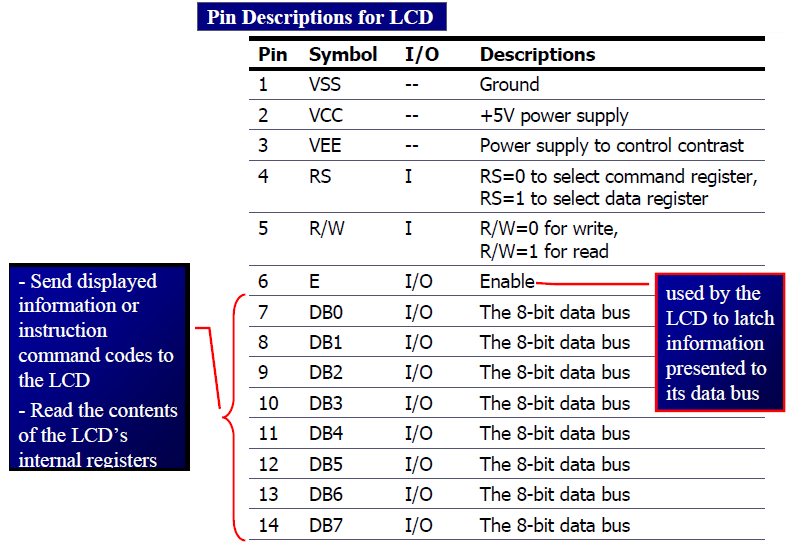 Pin Descriptions for LCD
Pin Symbol I/O Descriptions
1 VSS -- Ground
2 VCC -- +5V power supply
3 VEE -- Power supply to control contrast
4 RS I RS=0 to select command register,
RS=1 to select data register
5 R/W I R/W=0 for write,
R/W=1 for read
6 E I/O Enable
7 DB0 I/O The 8-bit data bus
8 DB1 I/O The 8-bit data bus
9 DB2 I/O The 8-bit data bus
10 DB3 I/O The 8-bit data bus
11 DB4 I/O The 8-bit data bus
12 DB5 I/O The 8-bit data bus
13 DB6 I/O The 8-bit data bus
14 DB7 I/O The 8-bit data bus
- Send displayed
information or
instruction
command codes to
the LCD
- Read the contents
of the LCD's
internal registers
used by the
LCD to latch
information
presented to
its data bus